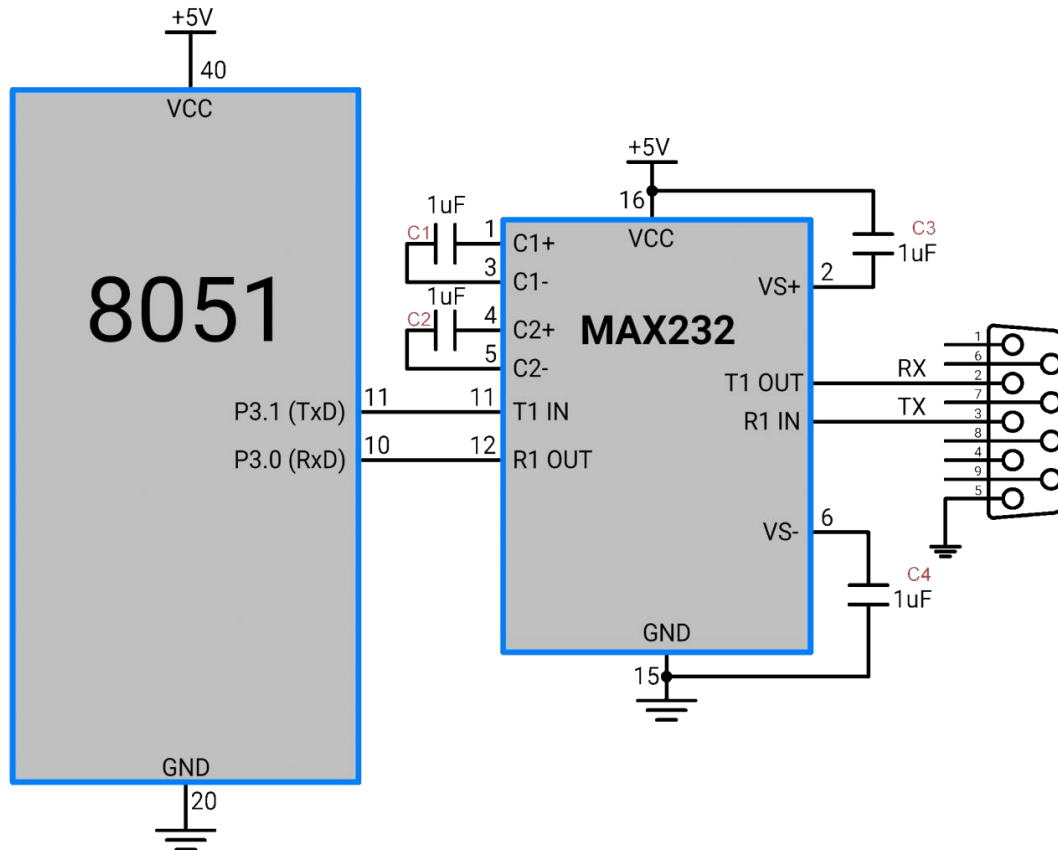 +5V
40
VCC
8051
P3.1 (TxD)
11
P3.0 (RxD)
10
GND
20
+5V
16
VCC
1uF
C1
1
C1+
3
C1-
1uF
C2
4
C2+
5
C2-
11
T1 IN
12
R1 OUT
MAX232
VS+
2
C3
1uF
T1 OUT
RX
R1 IN
TX
VS-
6
C4
1uF
GND
15
1
6
2
7
3
8
4
9
5